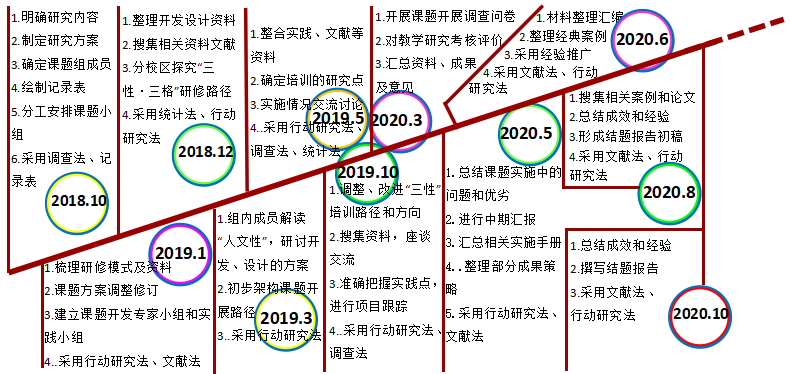 1.明确研究内容
2.制定研究方案
3.确定课题组成员
4.绘制记录表
5.分工安排课题小
组
6.采用调查法、记
录表
2018.10
1.整理开发设计资料
2.搜集相关资料文献
3.分校区探究“三
性·三格”研修路径
4.采用统计法、行动
研究法
2018.12
1.整合实践、文献等
资料
2.确定培训的研究点
3.实施情况交流讨论
4..采用行动研究法、
调查法、统计法
2019.5
1.开展课题开展调查问卷
2.对教学研究考核评价
3.汇总资料、成果
及意见
2020.3
1.材料整理汇编
2.整理经典案例
3.采用经验推广
4.采用文献法、行动
研究法
2020.6
1.梳理研修模式及资料
2.课题方案调整修订
3.建立课题开发专家小组和实
践小组
4..采用行动研究法、文献法
2019.1
1.组内成员解读
“人文性”，研讨开
发、设计的方案
2.初步架构课题开
展路径
3..采用行动研究法
2019.3
2019.10
1.调整、改进“三性”
培训路径和方向
2.搜集资料，座谈
交流
3.准确把握实践点，
进行项目跟踪
4..采用行动研究法、
调查法
2020.5
1.总结课题实施中的
问题和优劣
2.进行中期汇报
3.汇总相关实施手册
4..整理部分成果策
略
5.采用行动研究法、
文献法
1.搜集相关案例和论文
2.总结成效和经验
3.形成结题报告初稿
4.采用文献法、行动
研究法
2020.8
1.总结成效和经验
2.撰写结题报告
3.采用文献法、
行动研究法
2020.10